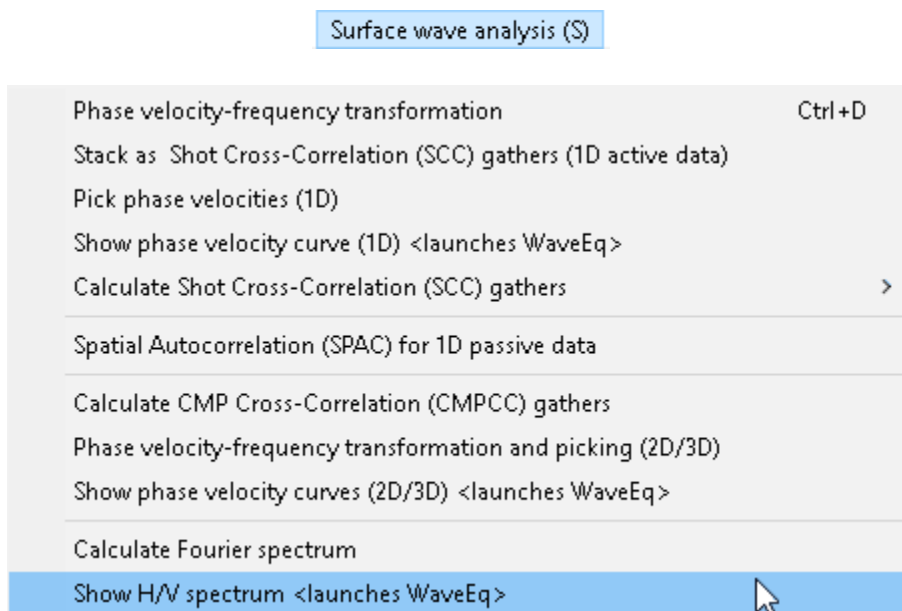 Surface wave analysis (S)
Phase velocity-frequency transformation Ctrl+D
Stack as  Shot Cross-Correlation (SCC) gathers (1D active data)
Pick phase velocities (1D)
Show phase velocity curve (1D) <launches WaveEq>
Calculate Shot Cross-Correlation (SCC) gathers >
Spatial Autocorrelation (SPAC) for 1D passive data
Calculate CMP Cross-Correlation (CMPCC) gathers
Phase velocity-frequency transformation and picking (2D/3D)
Show phase velocity curves (2D/3D) <launches WaveEq>
Calculate Fourier spectrum
Show H/V spectrum <launches WaveEq>